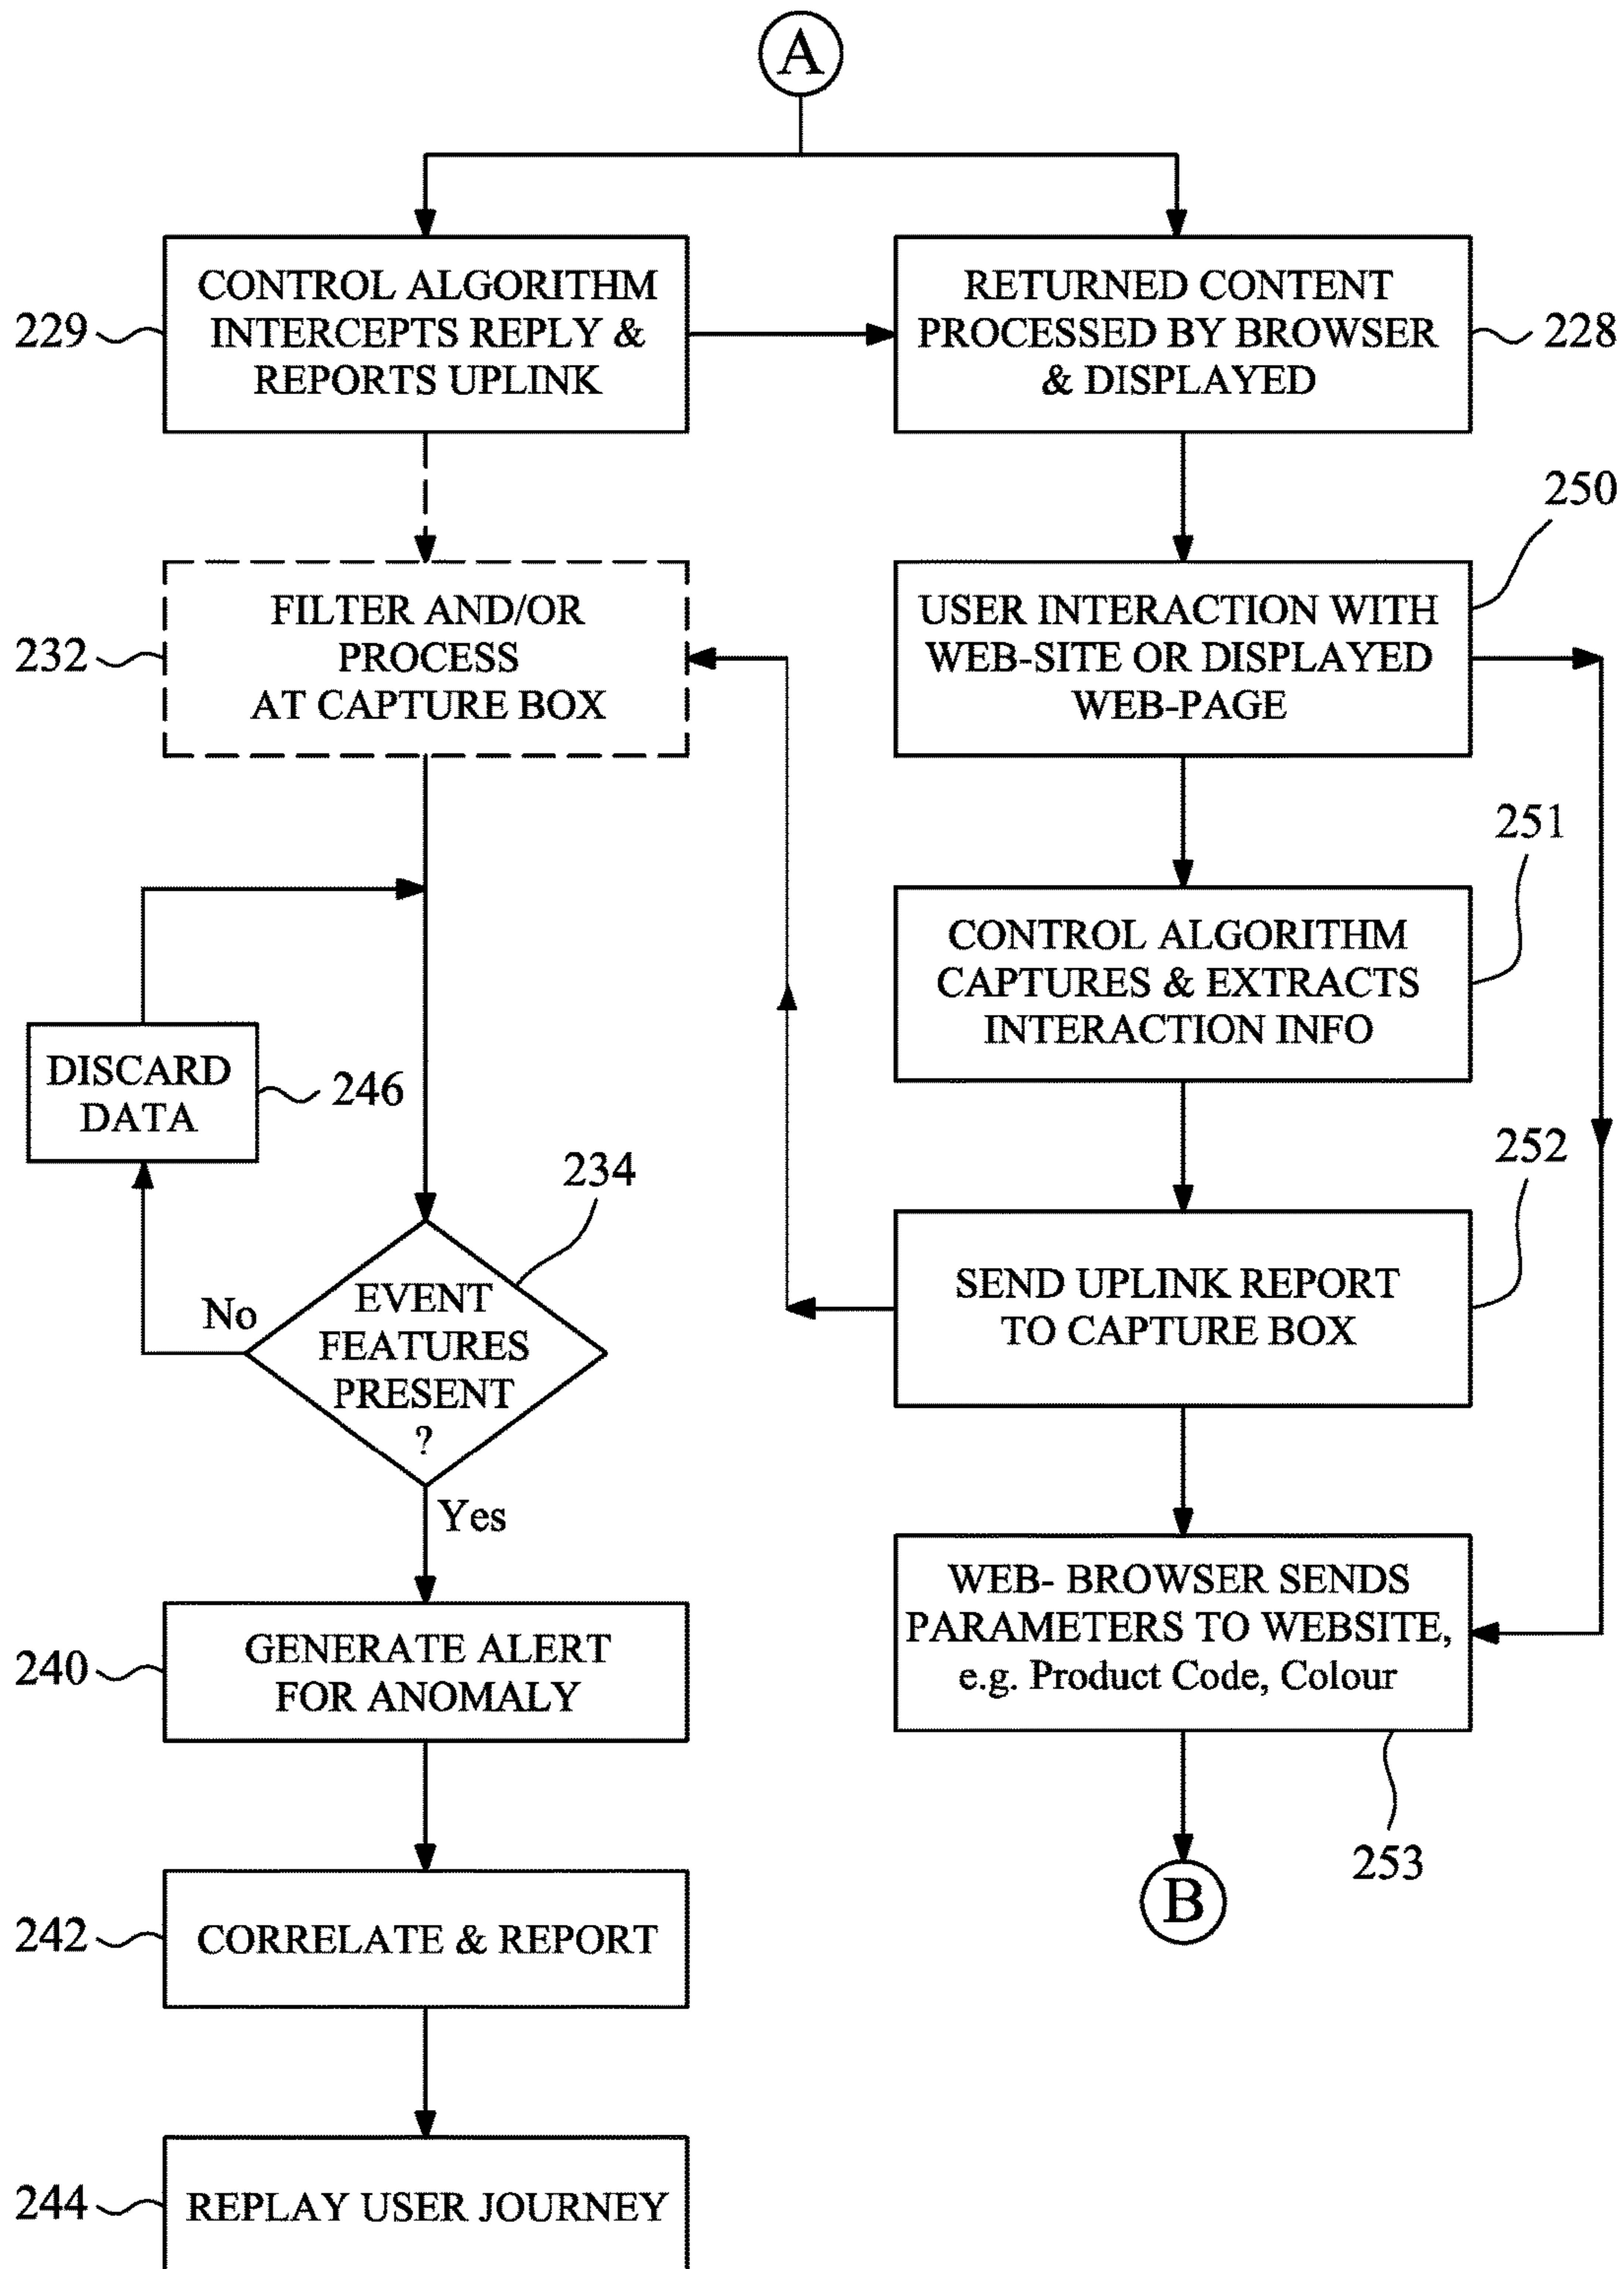 A
229
CONTROL ALGORITHM
INTERCEPTS REPLY &
REPORTS UPLINK
RETURNED CONTENT
PROCESSED BY BROWSER
& DISPLAYED
228
250
232
FILTER AND/OR
PROCESS
AT CAPTURE BOX
USER INTERACTION WITH
WEB-SITE OR DISPLAYED
WEB-PAGE
251
CONTROL ALGORITHM
CAPTURES & EXTRACTS
INTERACTION INFO
DISCARD
DATA
246
252
234
SEND UPLINK REPORT
TO CAPTURE BOX
No
EVENT
FEATURES
PRESENT
?
Yes
WEB- BROWSER SENDS
PARAMETERS TO WEBSITE,
e.g. Product Code, Colour
240
GENERATE ALERT
FOR ANOMALY
253
B
242
CORRELATE & REPORT
244
REPLAY USER JOURNEY